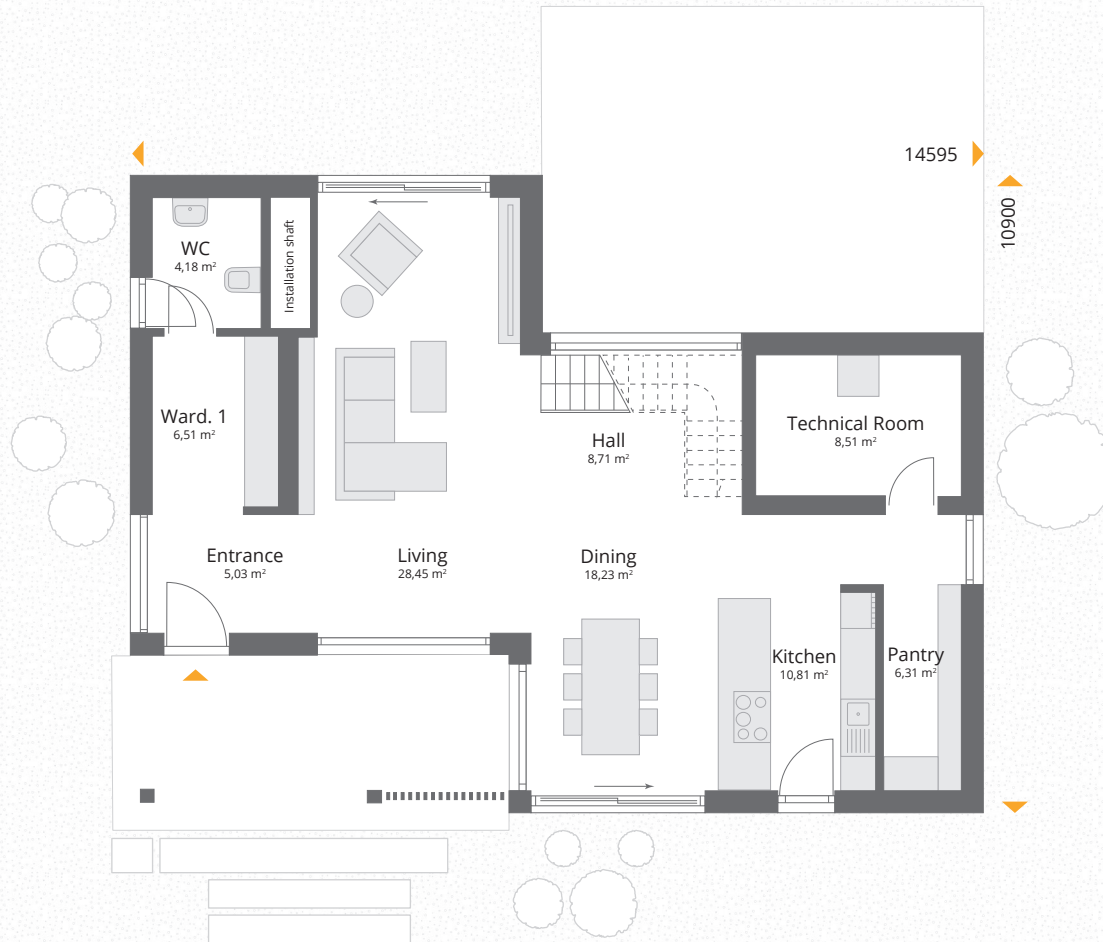 14595
10900
WC
4,18 m²
Installation shaft
Ward. 1
6,51 m²
Hall
8,71 m²
Technical Room
8,51 m²
Entrance
5,03 m²
Living
28,45 m²
Dining
18,23 m²
Kitchen
10,81 m²
Pantry
6,31 m²